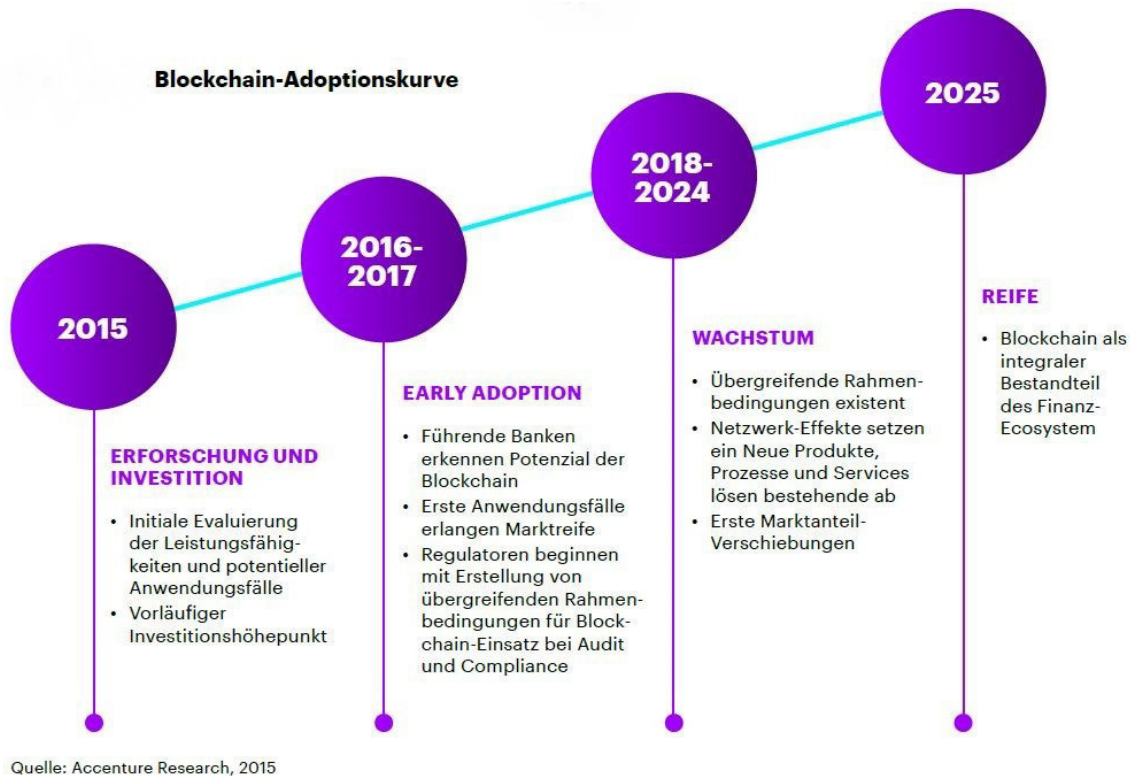 Blockchain-Adoptionskurve
2015
ERFORSCHUNG UND
INVESTITION
• Initiale Evaluierung
der Leistungsfähig-
keiten und potentieller
Anwendungsfälle
• Vorläufiger
Investitionshöhepunkt
2016-
2017
EARLY ADOPTION
• Führende Banken
erkennen Potenzial der
Blockchain
• Erste Anwendungsfälle
erlangen Marktreife
• Regulatoren beginnen
mit Erstellung von
übergreifenden Rahmen-
bedingungen für Block-
chain-Einsatz bei Audit
und Compliance
2018-
2024
WACHSTUM
• Übergreifende Rahmen-
bedingungen existent
• Netzwerk-Effekte setzen
ein Neue Produkte,
Prozesse und Services
lösen bestehende ab
• Erste Marktanteil-
Verschiebungen
2025
REIFE
• Blockchain als
integraler
Bestandteil
des Finanz-
Ecosystem
Quelle: Accenture Research, 2015